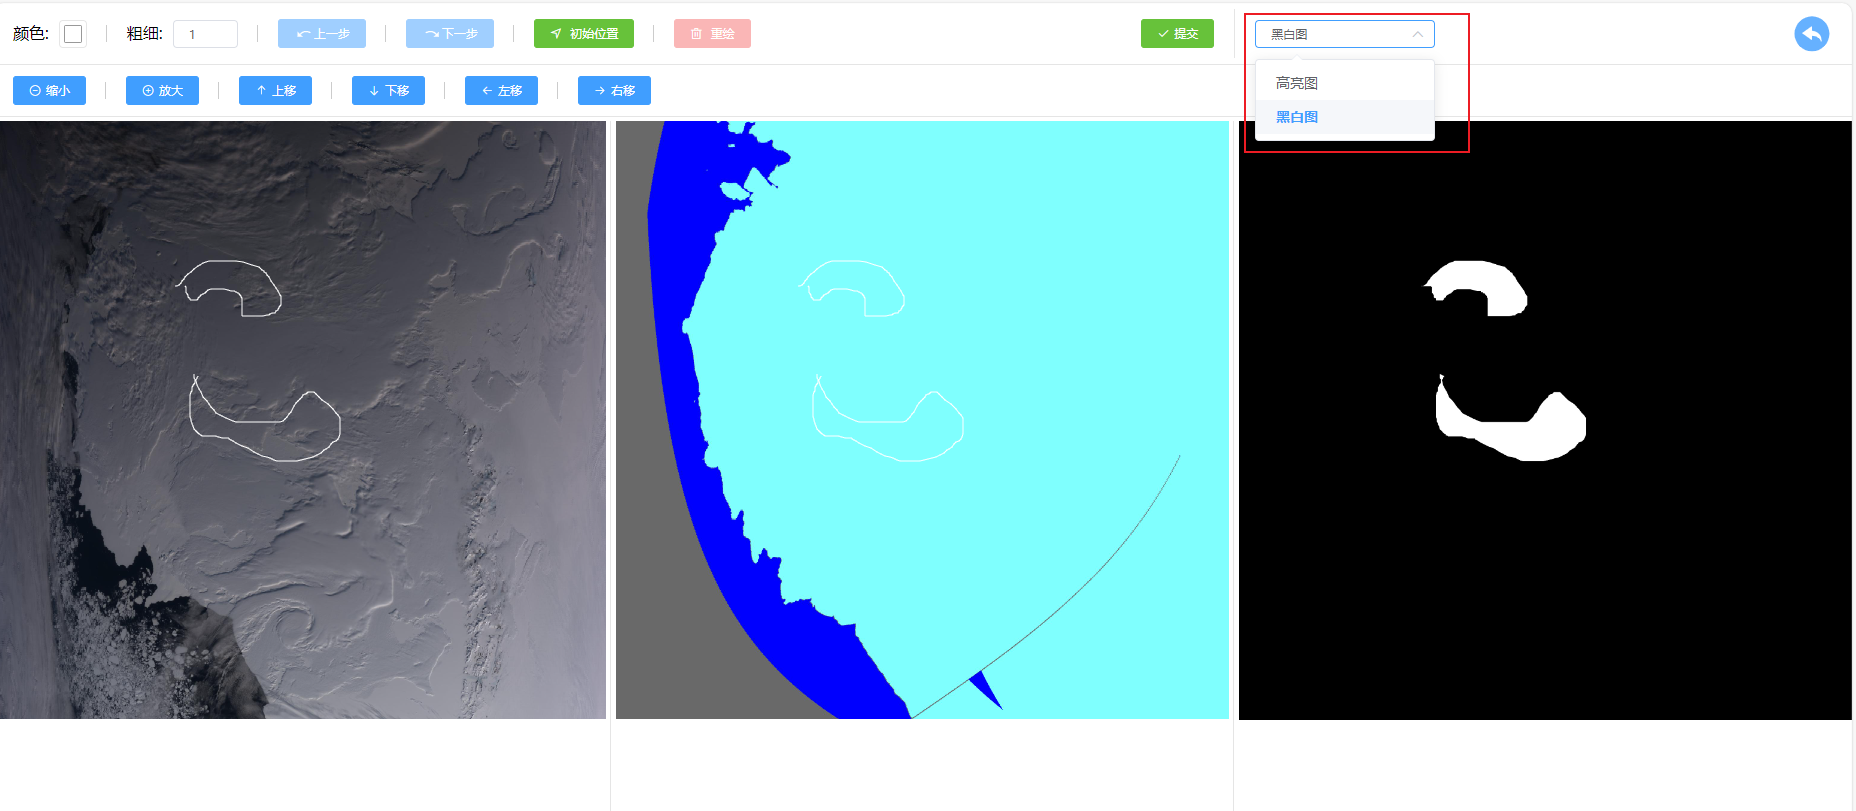 颜色: 粗细: 1 上一步 下一步 初始位置 重绘 提交 黑白图
缩小 放大 上移 下移 左移 右移
高亮图
黑白图